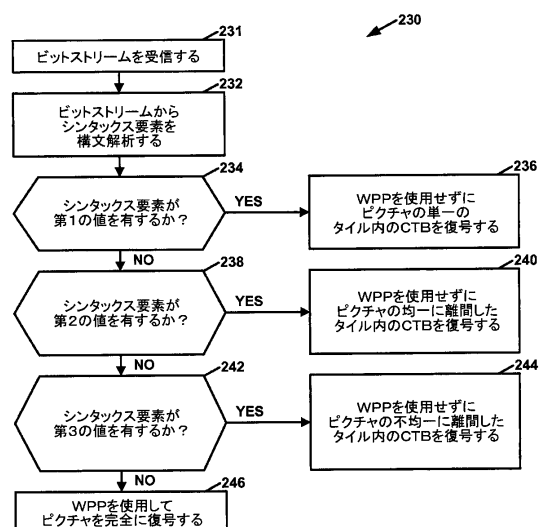 230
231
ビットストリームを受信する
232
ビットストリームから
シンタックス要素を
構文解析する
234
シンタックス要素が
第1の値を有するか?
YES
236
WPPを使用せずに
ピクチャの単一の
タイル内のCTBを復号する
NO
238
シンタックス要素が
第2の値を有するか?
YES
240
WPPを使用せずに
ピクチャの均一に離間した
タイル内のCTBを復号する
NO
242
シンタックス要素が
第3の値を有するか?
YES
244
WPPを使用せずに
ピクチャの不均一に離間した
タイル内のCTBを復号する
NO
246
WPPを使用して
ピクチャを完全に復号する